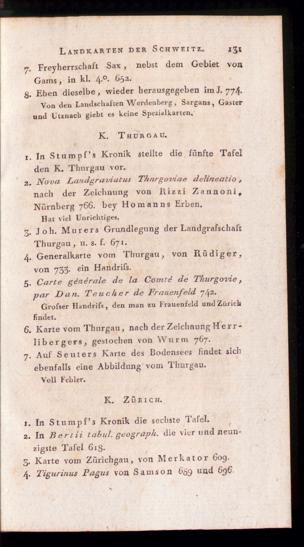 LANDKARTEN DER SCHWEITZ. 131
7. Freyherrschaft Sax, nebst dem Gebiet von
Gams, in kl. 4.o. 652.
8. Eben dieselbe, wieder herausgegeben im J. 774.
Von den Landschaften Werdenberg, Sargans, Gaster
und Utznach giebt es keine Spezialkarten.
K. THURGAU.
1. In Stumpf's Kronik stellte die fünfte Tafel
den K. Thurgau vor.
2. Nova Landgraviatus Thurgoviae delineatio,
nach der Zeichnung von Rizzi Zannoni,
Nürnberg 766. bey Homanns Erben.
Hat viel Unrichtiges.
3. Joh. Murers Grundlegung der Landgrafschaft
Thurgau, u. s. f. 671.
4. Generalkarte vom Thurgau, von Rüdiger,
von 733. ein Handriss.
5. Carte générale de la Comté de Thurgovie,
par Dan. Teucher de Frauenfeld 742.
Grosser Handriss, den man zu Frauenfeld und Zürich
findet.
6. Karte vom Thurgau, nach der Zeichnung Herr-
libergers, gestochen von Wurm 767.
7. Auf Seuters Karte des Bodensees findet sich
ebenfalls eine Abbildung vom Thurgau.
Voll Fehler.
K. ZÜRICH.
1. In Stumpf's Kronik die sechste Tafel.
2. In Bertii tabul. geograph. die vier und neun-
zigste Tafel 618.
3. Karte vom Zürichgau, von Merkator 609.
4. Tigurinus Pagus von Samson 689 und 696.